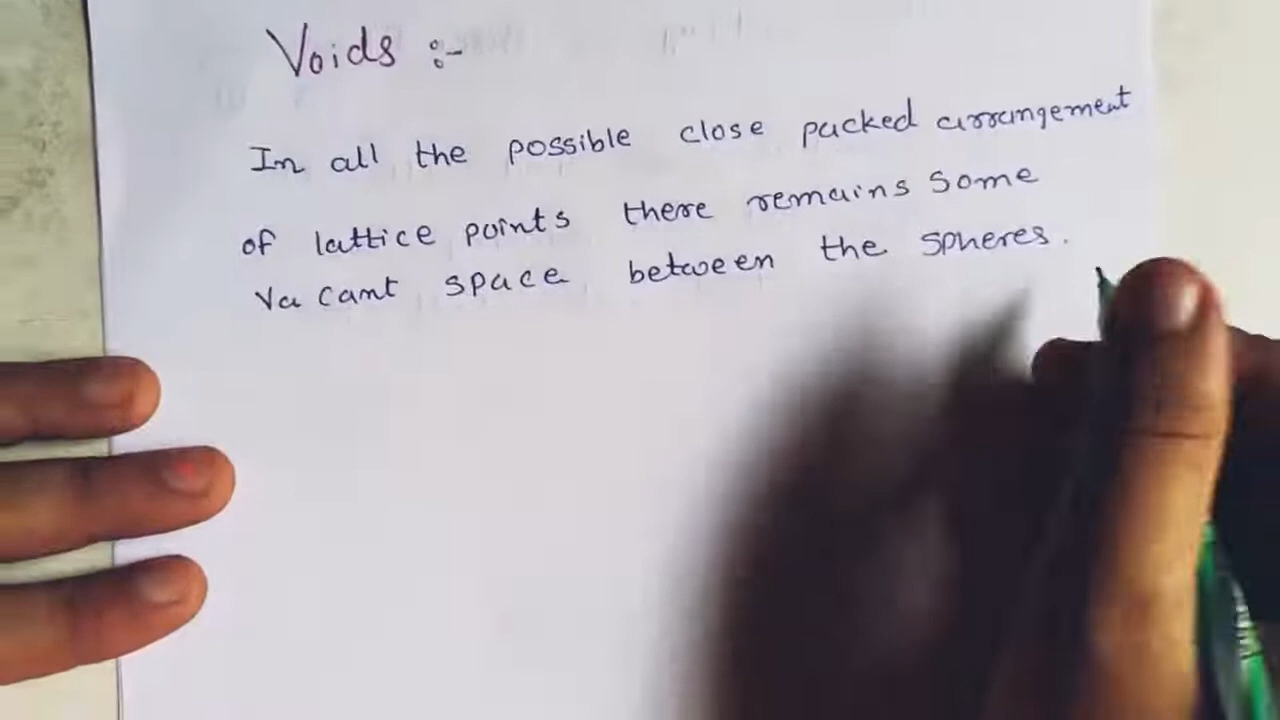 Voids :-
In all the possible close packed arrangement
of lattice points there remains some
Vacant space between the spheres.